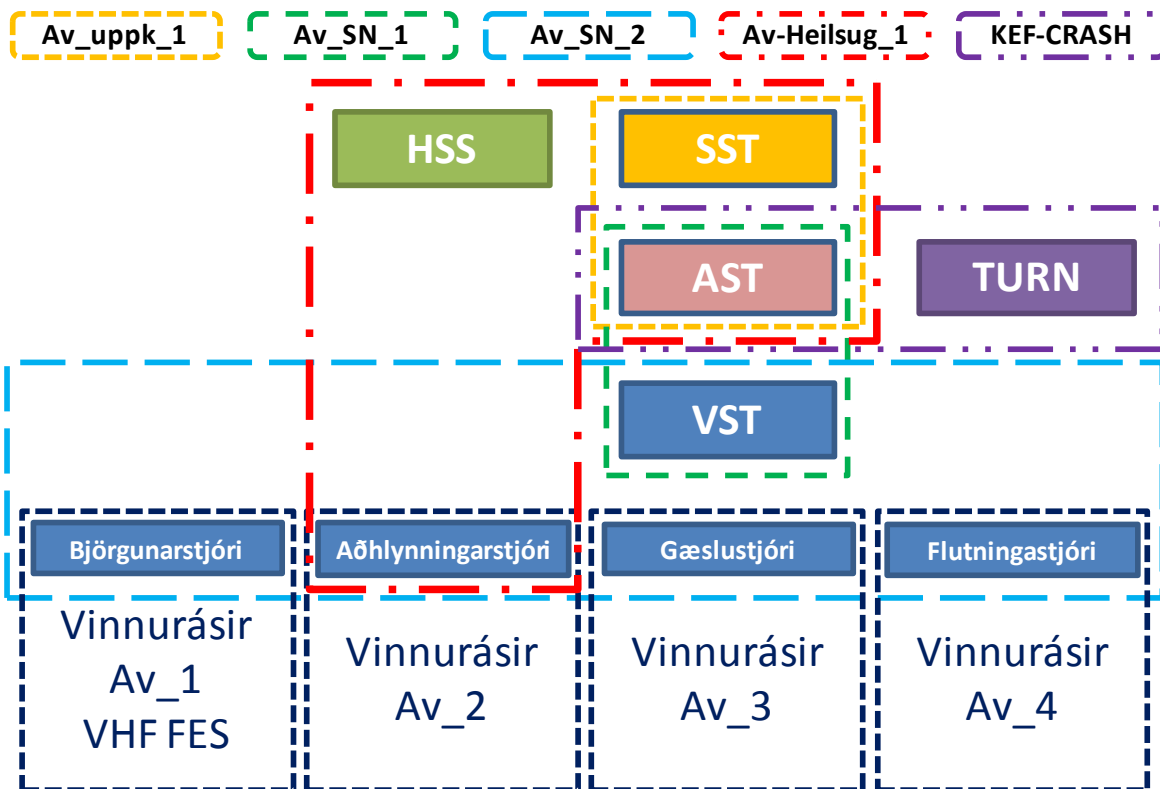 Av_uppk_1
Av_SN_1
Av_SN_2
Av-Heilsug_1
KEF-CRASH
HSS
SST
AST
TURN
VST
Björgunarstjóri
Aðhlynningarstjóri
Gæslustjóri
Flutningastjóri
Vinnurásir
Av_1
VHF FES
Vinnurásir
Av_2
Vinnurásir
Av_3
Vinnurásir
Av_4